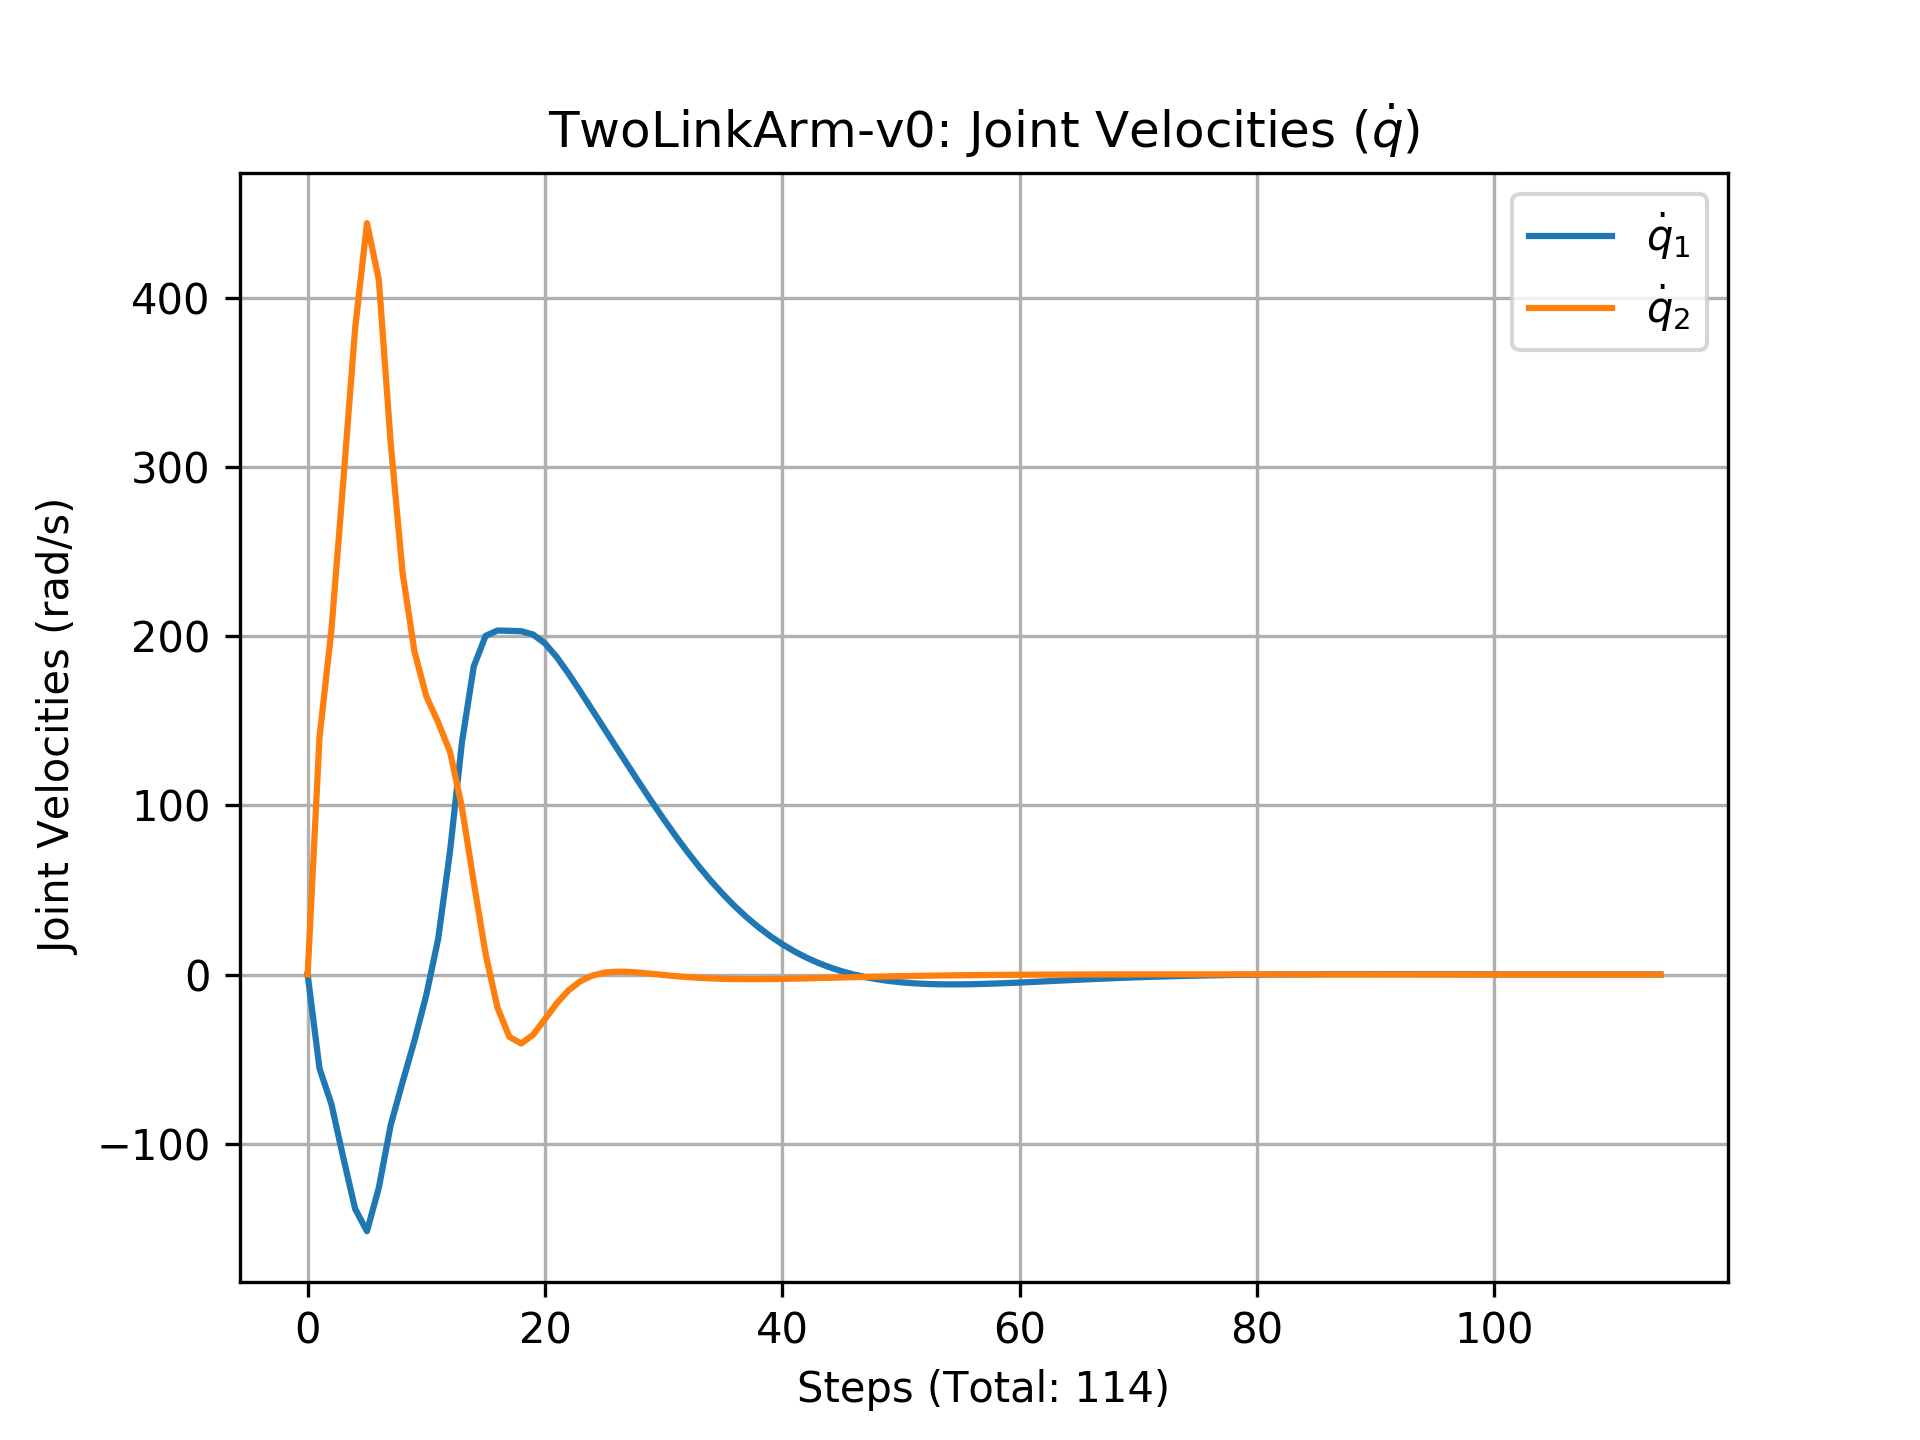 TwoLinkArm-v0: Joint Velocities (q̇)
Joint Velocities (rad/s)
400
300
200
100
0
−100
0 20 40 60 80 100
Steps (Total: 114)
q̇₁
q̇₂